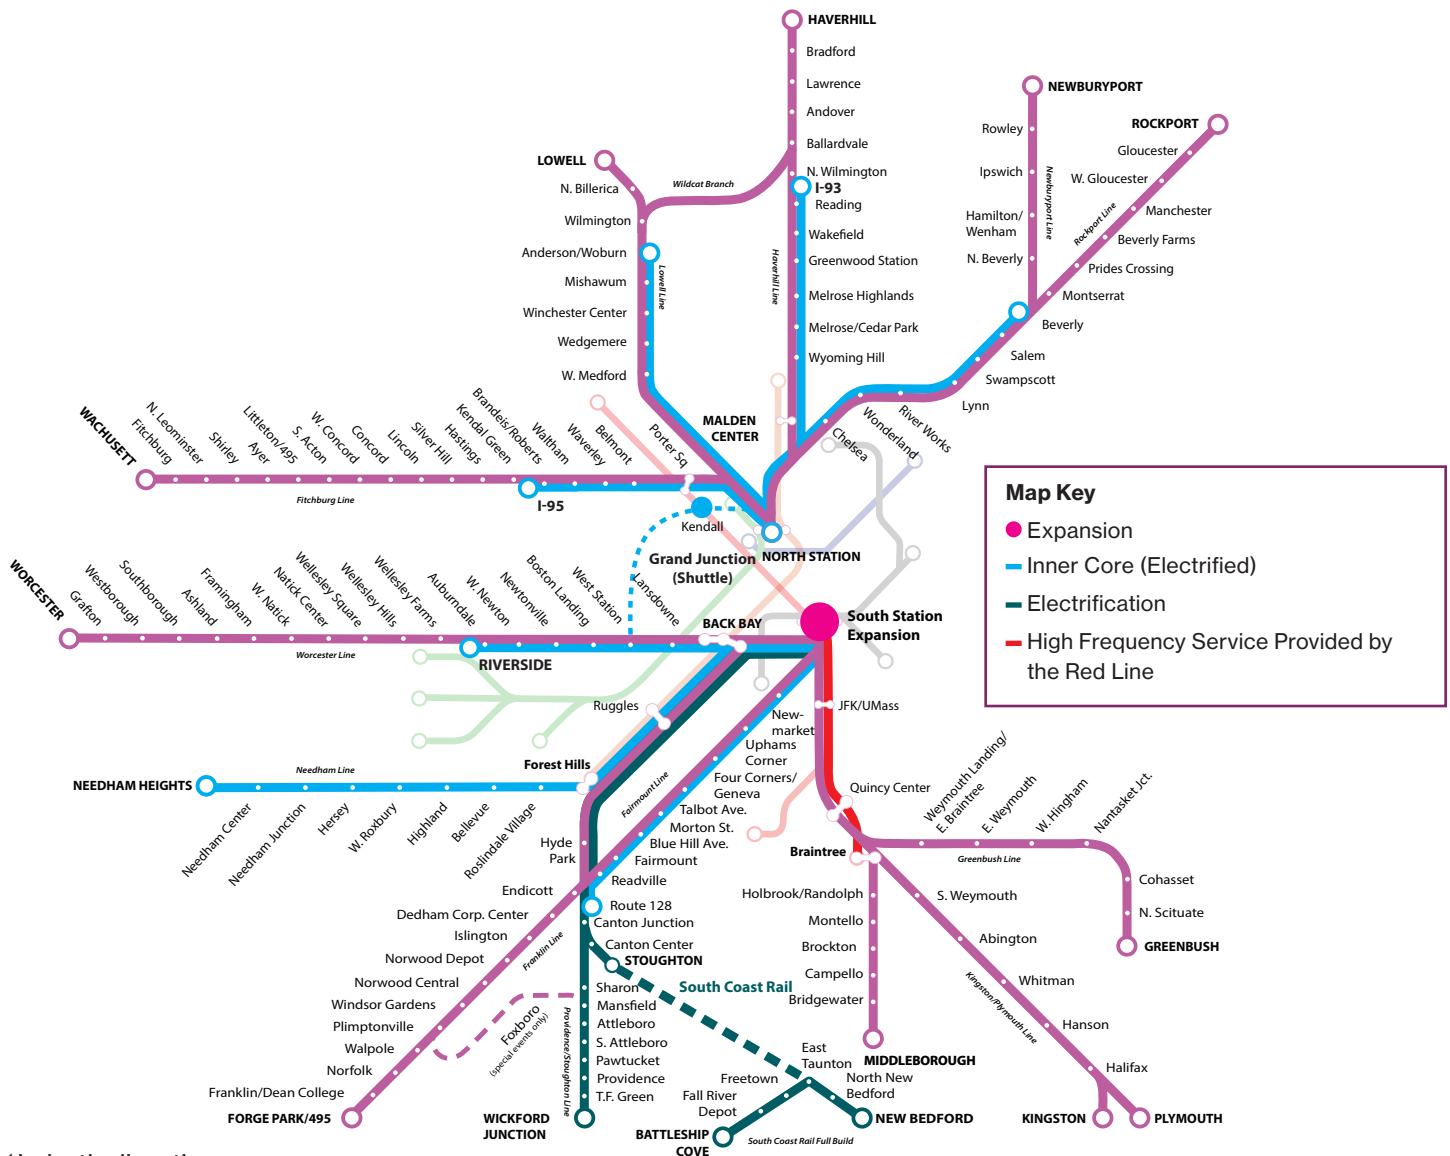 HAVERHILL
Bradford
Lawrence
Andover
Ballardvale
N. Wilmington
I-93
Reading
Wakefield
Greenwood Station
Melrose Highlands
Melrose/Cedar Park
Wyoming Hill
Haverhill Line
MALDEN
CENTER
NEWBURYPORT
Rowley
Ipswich
Hamilton/
Wenham
N. Beverly
Newburyport Line
ROCKPORT
Gloucester
W. Gloucester
Manchester
Beverly Farms
Prides Crossing
Montserrat
Rockport Line
Beverly
Salem
Swampscott
Lynn
River Works
Wonderland
Chelsea
LOWELL
N. Billerica
Wildcat Branch
Wilmington
Anderson/Woburn
Lowell Line
Mishawum
Winchester Center
Wedgemere
W. Medford
WACHUSETT
Fitchburg
N. Leominster
Shirley
Ayer
Littleton/495
S. Acton
W. Concord
Concord
Lincoln
Silver Hill
Hastings
Kendal Green
Brandeis/Roberts
Waltham
Waverley
Belmont
Porter Sq
Fitchburg Line
I-95
Kendall
Grand Junction
(Shuttle)
NORTH STATION
WORCESTER
Grafton
Westborough
Southborough
Ashland
Framingham
W. Natick
Natick Center
Wellesley Square
Wellesley Hills
Wellesley Farms
Auburndale
W. Newton
Newtonville
Boston Landing
West Station
Lansdowne
BACK BAY
Worcester Line
RIVERSIDE
South Station
Expansion
Map Key
Expansion
Inner Core (Electrified)
Electrification
High Frequency Service Provided by
the Red Line
Ruggles
Forest Hills
NEEDHAM HEIGHTS
Needham Line
Needham Center
Needham Junction
Hersey
W. Roxbury
Highland
Bellevue
Roslindale Village
New-
market
Uphams
Corner
Four Corners/
Geneva
Talbot Ave.
Morton St.
Blue Hill Ave.
Fairmount
Readville
Fairmount Line
JFK/UMass
Quincy Center
Braintree
Weymouth Landing/
E. Braintree
E. Weymouth
W. Hingham
Nantasket Jct.
Greenbush Line
Cohasset
N. Scituate
GREENBUSH
Holbrook/Randolph
Montello
Brockton
Campello
Bridgewater
MIDDLEBOROUGH
S. Weymouth
Abington
Whitman
Hanson
Halifax
Kingston/Plymouth Line
KINGSTON
PLYMOUTH
Hyde
Park
Endicott
Dedham Corp. Center
Islington
Norwood Depot
Norwood Central
Windsor Gardens
Plimptonville
Walpole
Norfolk
Franklin/Dean College
FORGE PARK/495
Franklin Line
Foxboro
(special events only)
Route 128
Canton Junction
Canton Center
STOUGHTON
Sharon
Mansfield
Attleboro
S. Attleboro
Pawtucket
Providence
T.F. Green
Providence/Stoughton Line
WICKFORD
JUNCTION
South Coast Rail
East
Taunton
Freetown
Fall River
Depot
BATTLESHIP
COVE
North New
Bedford
NEW BEDFORD
South Coast Rail Full Build